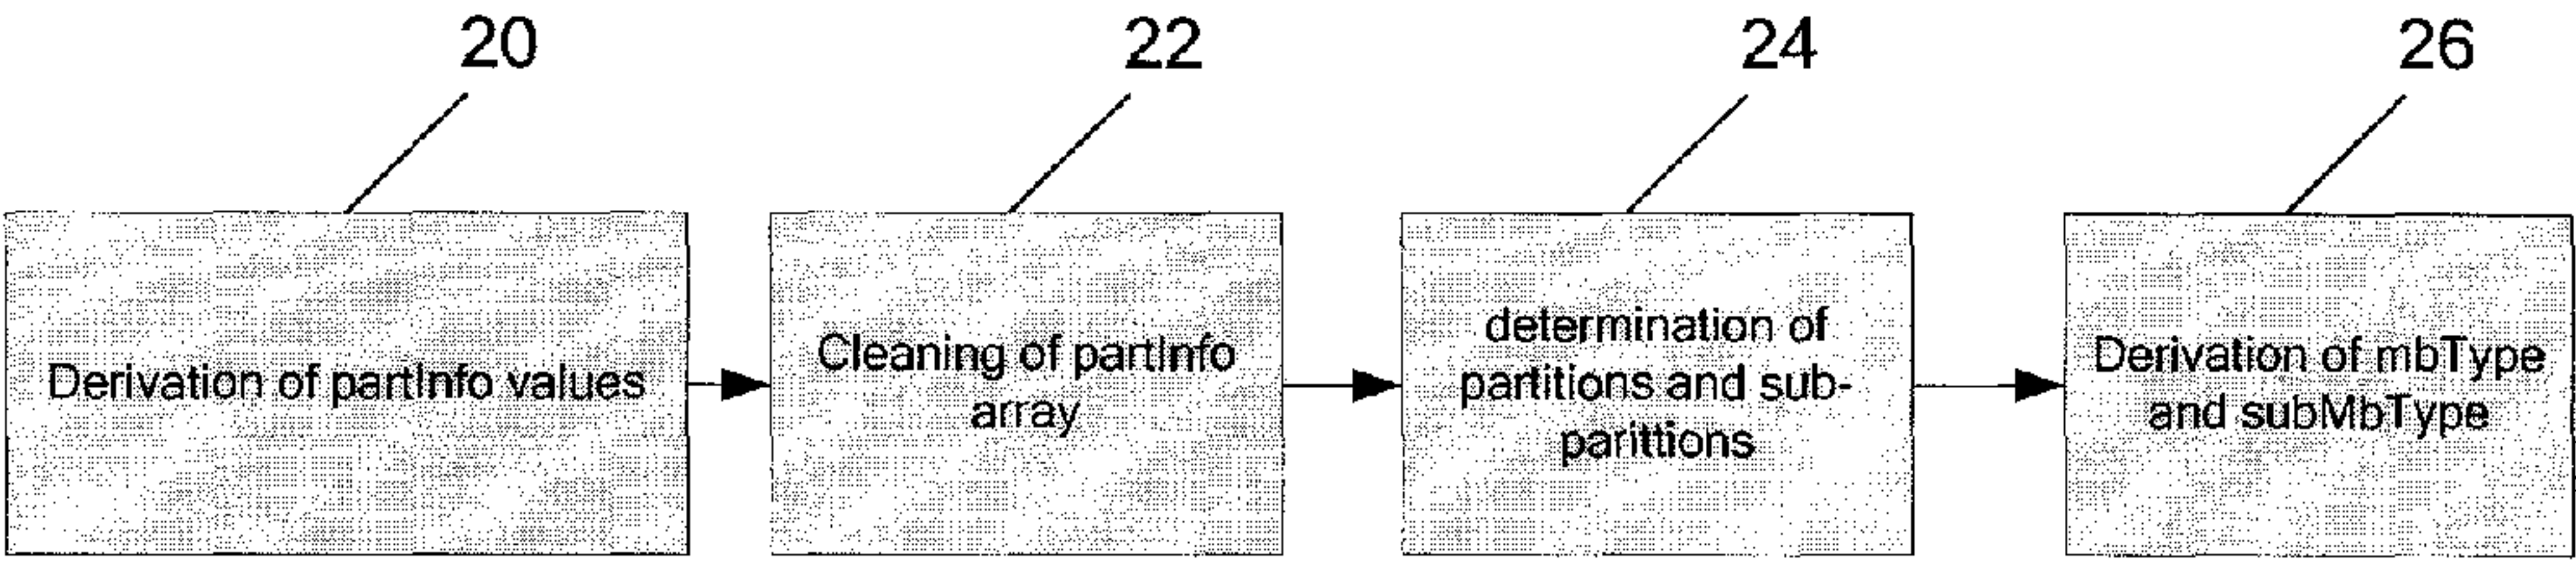 20
22
24
26
Derivation of partInfo values
Cleaning of partInfo
array
determination of
partitions and sub-
parittions
Derivation of mbType
and subMbType